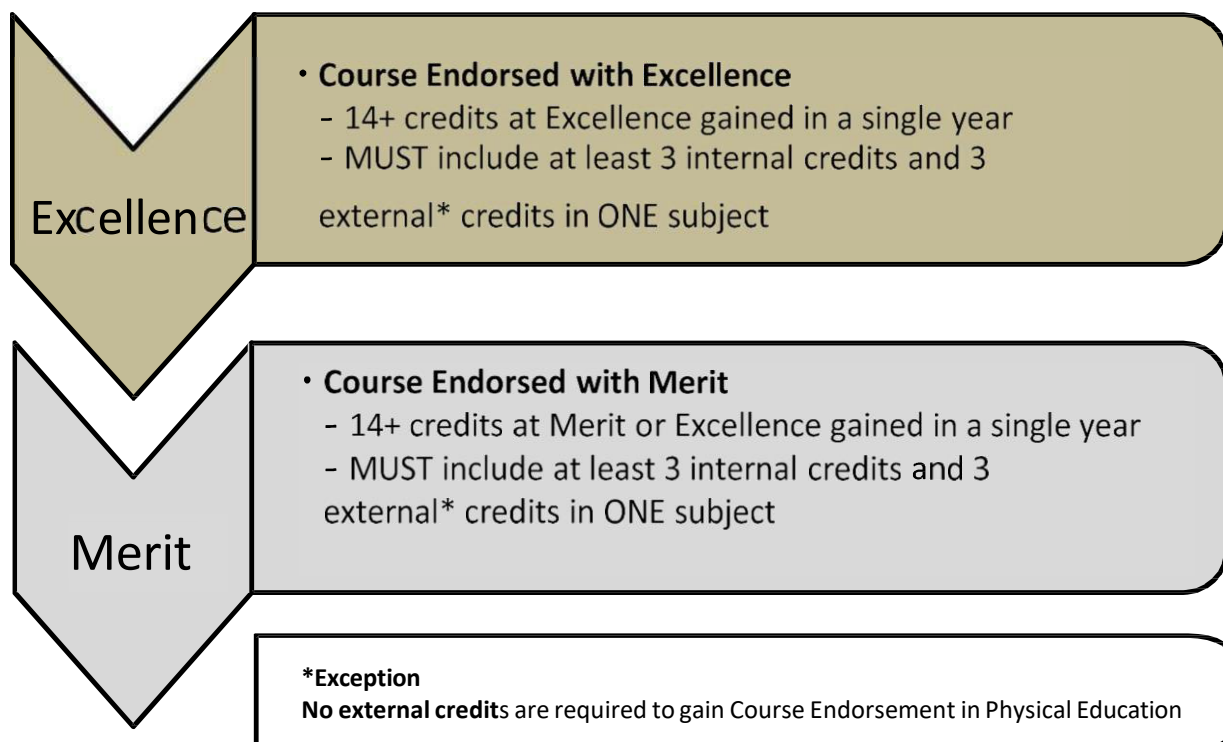 Excellence
• Course Endorsed with Excellence
- 14+ credits at Excellence gained in a single year
- MUST include at least 3 internal credits and 3
external* credits in ONE subject
Merit
• Course Endorsed with Merit
- 14+ credits at Merit or Excellence gained in a single year
- MUST include at least 3 internal credits and 3
external* credits in ONE subject
*Exception
No external credits are required to gain Course Endorsement in Physical Education